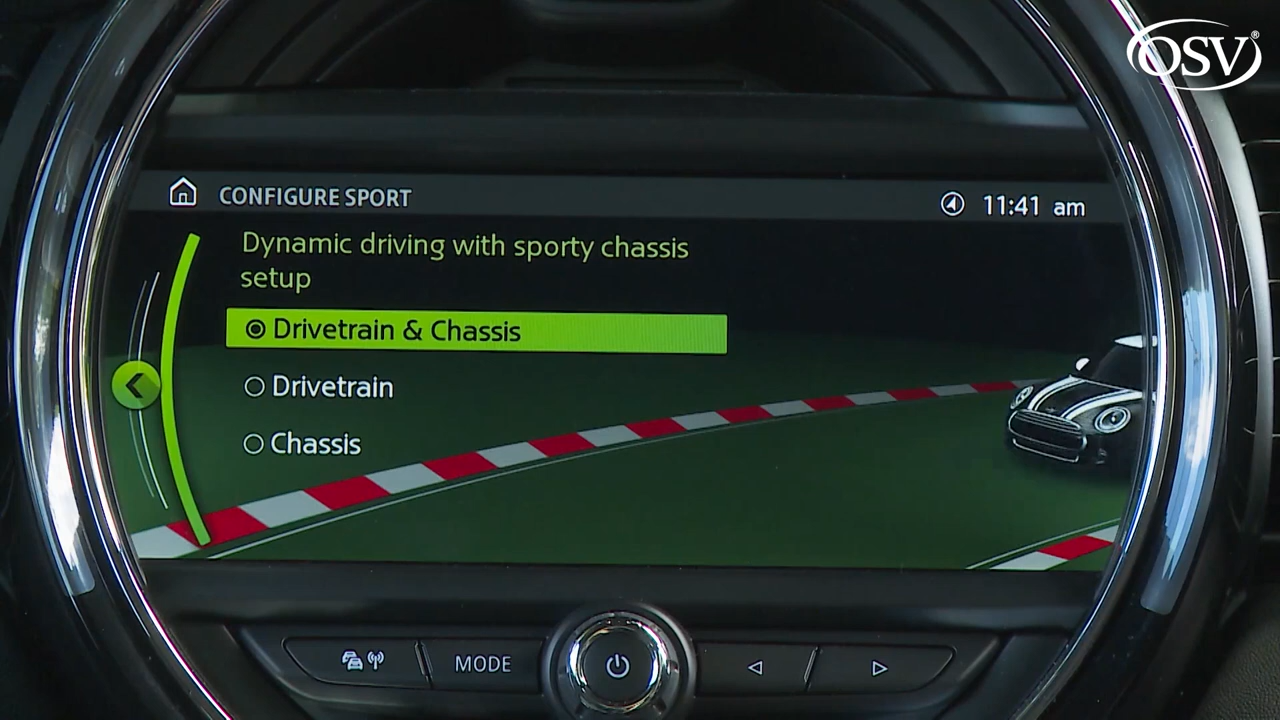 OSV®
CONFIGURE SPORT
11:41 am
Dynamic driving with sporty chassis
setup
Drivetrain & Chassis
Drivetrain
Chassis
MODE